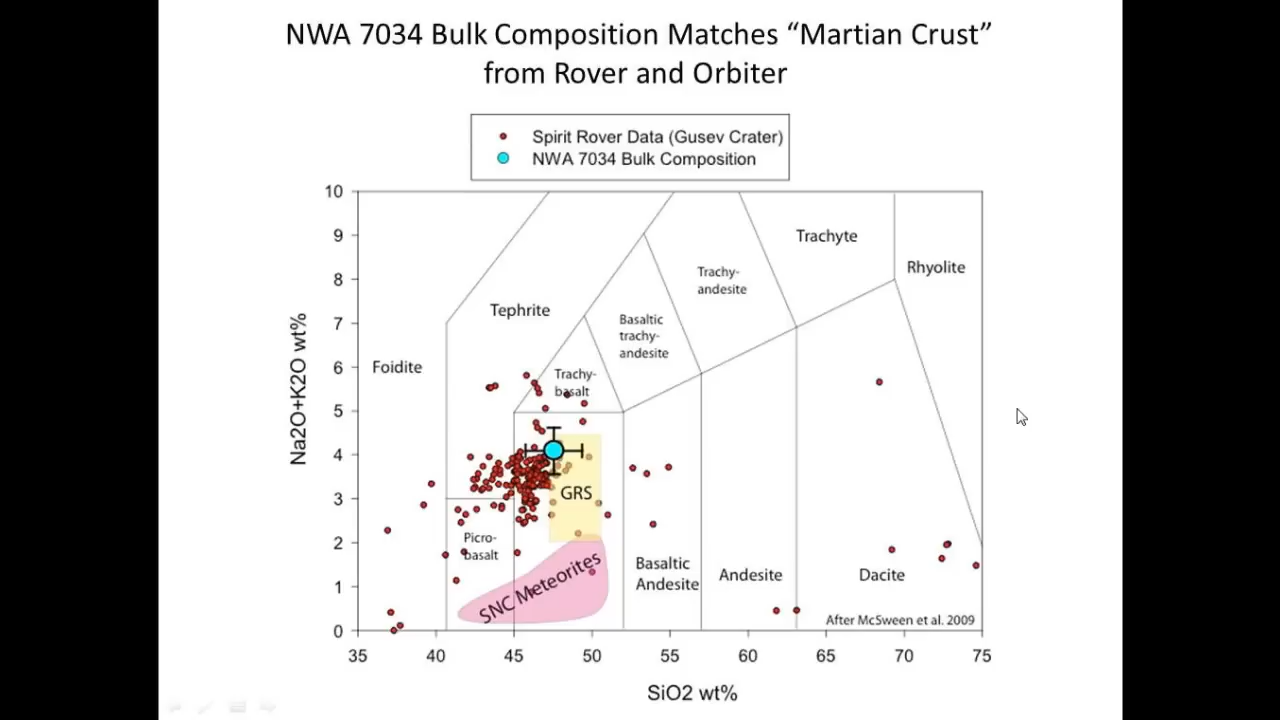 NWA 7034 Bulk Composition Matches “Martian Crust”
from Rover and Orbiter
Spirit Rover Data (Gusev Crater)
NWA 7034 Bulk Composition
Na2O+K2O wt%
10
9
8
7
6
5
4
3
2
1
0
Foidite
Tephrite
Trachy-
basalt
Basaltic
trachy-
andesite
Trachy-
andesite
Trachyte
Rhyolite
GRS
Picro-
basalt
SNC Meteorites
Basaltic
Andesite
Andesite
Dacite
After McSween et al. 2009
35 40 45 50 55 60 65 70 75
SiO2 wt%